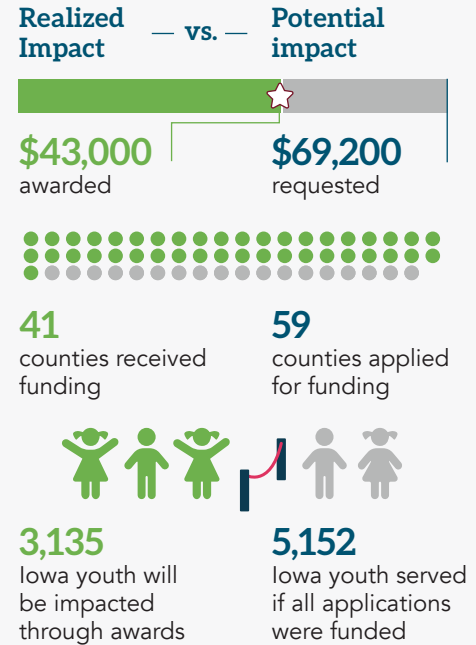 Realized
Impact
— vs. —
Potential
impact
$43,000
awarded
$69,200
requested
41
counties received
funding
59
counties applied
for funding
3,135
Iowa youth will
be impacted
through awards
5,152
Iowa youth served
if all applications
were funded